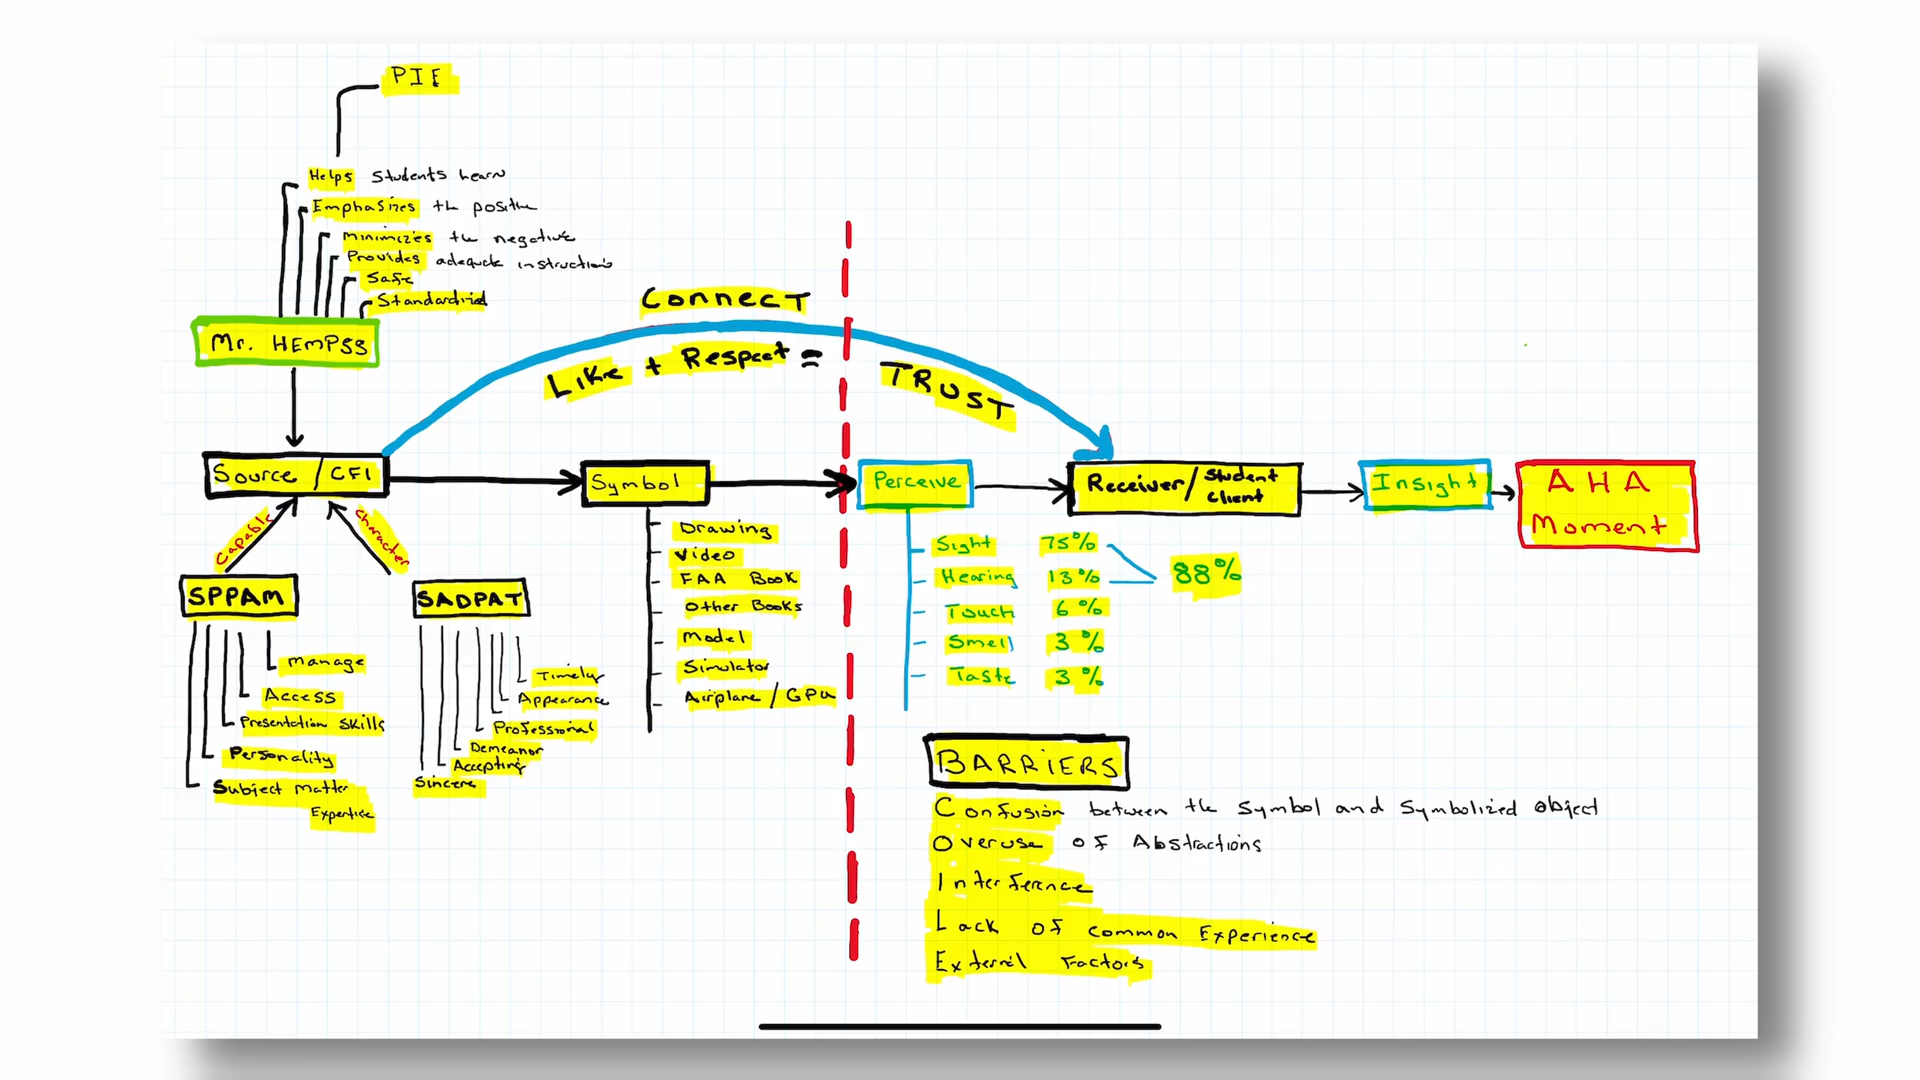 PIE
Helps Students Learn
Emphasizes the positive
Minimizes the negative
Provides adequate instructions
Safe
Standardized
Mr. HEMPSS
CONNECT
Like + Respect = TRUST
Source / CFI
Symbol
Perceive
Receiver / Student Client
Insight
AHA Moment
Capable
Character
SPPAM
Manage
Access
Presentation Skills
Personality
Subject Matter
Expertise
SADPAT
Timely
Appearance
Professional
Demeanor
Accepting
Sincere
Drawing
Video
FAA Book
Other Books
Model
Simulator
Airplane / GPU
Sight 75%
Hearing 13%
88%
Touch 6%
Smell 3%
Taste 3%
BARRIERS
Confusion between the Symbol and Symbolized object
Overuse of Abstractions
Interference
Lack of common Experience
External Factors